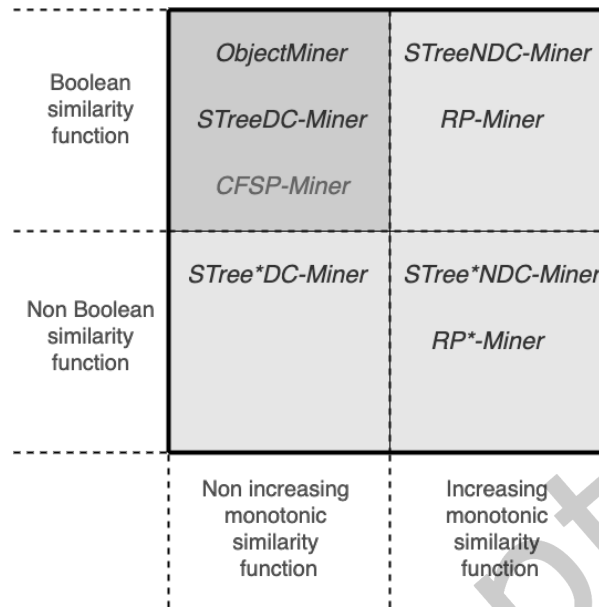 Boolean
similarity
function
ObjectMiner
STreeDC-Miner
CFSP-Miner
STreeNDC-Miner
RP-Miner
Non Boolean
similarity
function
STree*DC-Miner
STree*NDC-Miner
RP*-Miner
Non increasing
monotonic
similarity
function
Increasing
monotonic
similarity
function
pt